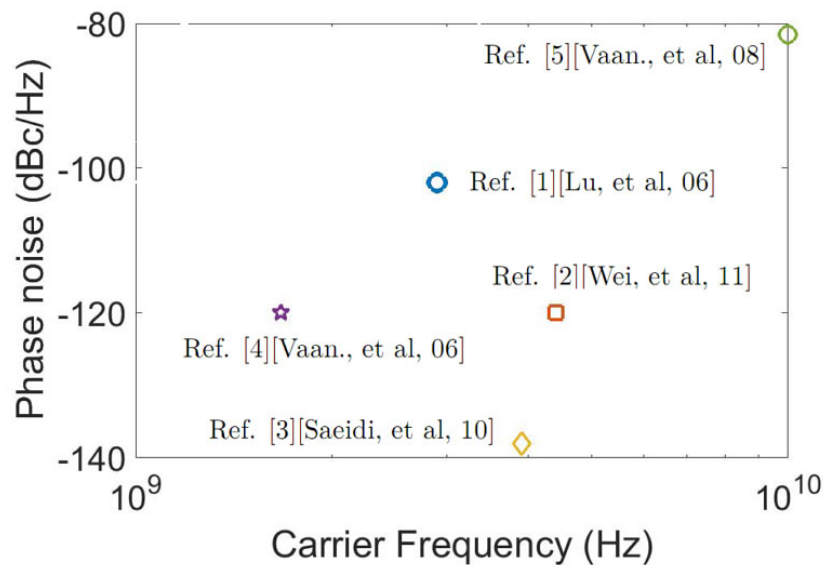 -80
Ref. [5][Vaan., et al, 08]
-100
Ref. [1][Lu, et al, 06]
Ref. [2][Wei, et al, 11]
-120
Ref. [4][Vaan., et al, 06]
Ref. [3][Saeidi, et al, 10]
-140
10⁹
10¹⁰
Carrier Frequency (Hz)
Phase noise (dBc/Hz)